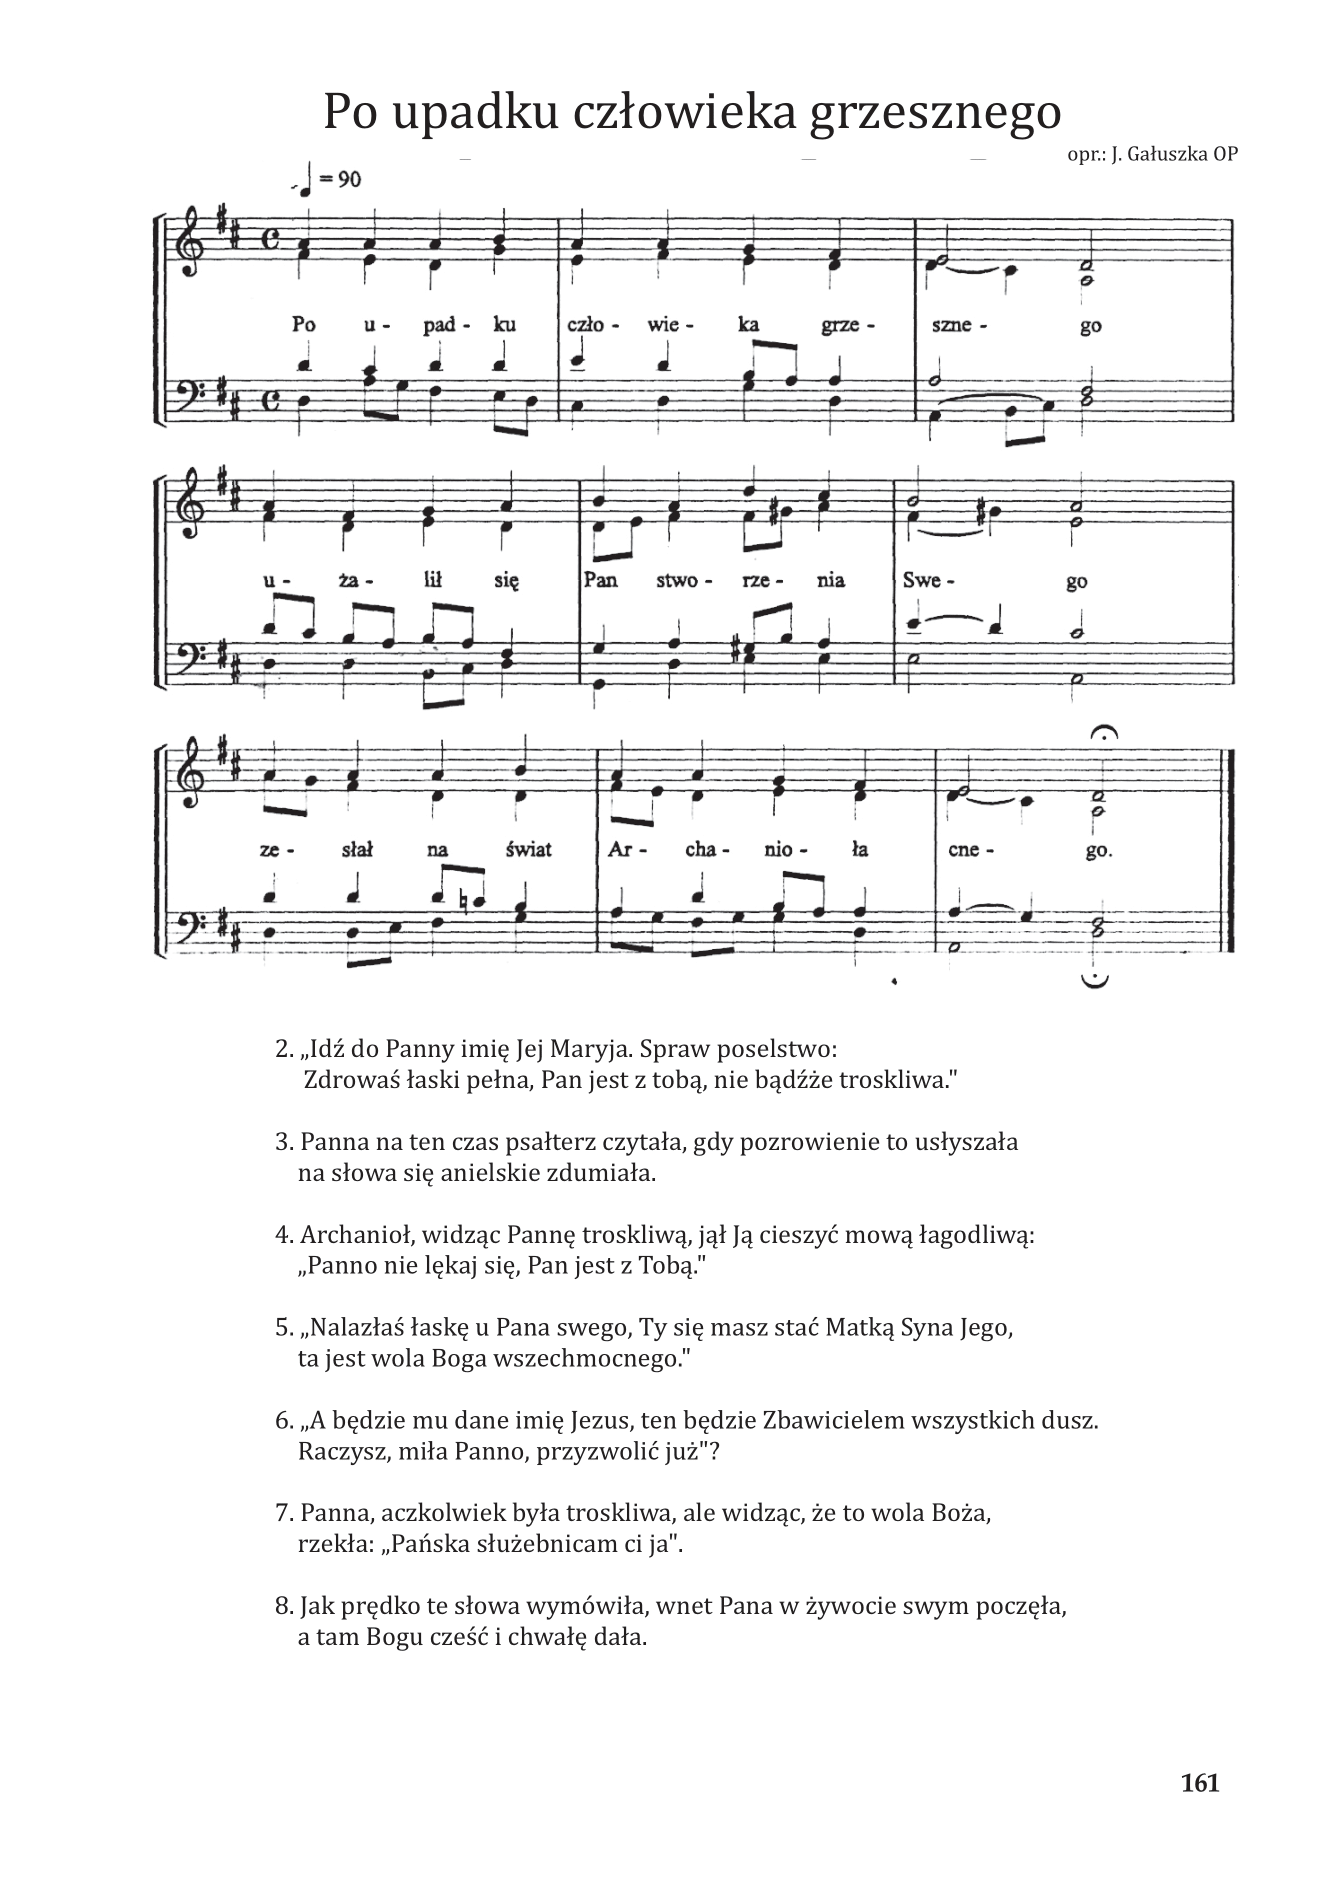 Po upadku człowieka grzesznego
opr.: J. Gałuszka OP
= 90
Po u - pad - ku czło - wie - ka grze - szne - go
u - ża - lił się Pan stwo - rze - nia Swe - go
ze - słał na świat Ar - cha - nio - ła cne - go.
2. „Idź do Panny imię Jej Maryja. Spraw poselstwo:
Zdrowaś łaski pełna, Pan jest z tobą, nie bądźże troskliwa."
3. Panna na ten czas psałterz czytała, gdy pozrowienie to usłyszała
na słowa się anielskie zdumiała.
4. Archanioł, widząc Pannę troskliwą, jął Ją cieszyć mową łagodliwą:
„Panno nie lękaj się, Pan jest z Tobą."
5. „Nalazłaś łaskę u Pana swego, Ty się masz stać Matką Syna Jego,
ta jest wola Boga wszechmocnego."
6. „A będzie mu dane imię Jezus, ten będzie Zbawicielem wszystkich dusz.
Raczysz, miła Panno, przyzwolić już"?
7. Panna, aczkolwiek była troskliwa, ale widząc, że to wola Boża,
rzekła: „Pańska służebnicam ci ja".
8. Jak prędko te słowa wymówiła, wnet Pana w żywocie swym poczęła,
a tam Bogu cześć i chwałę dała.
161